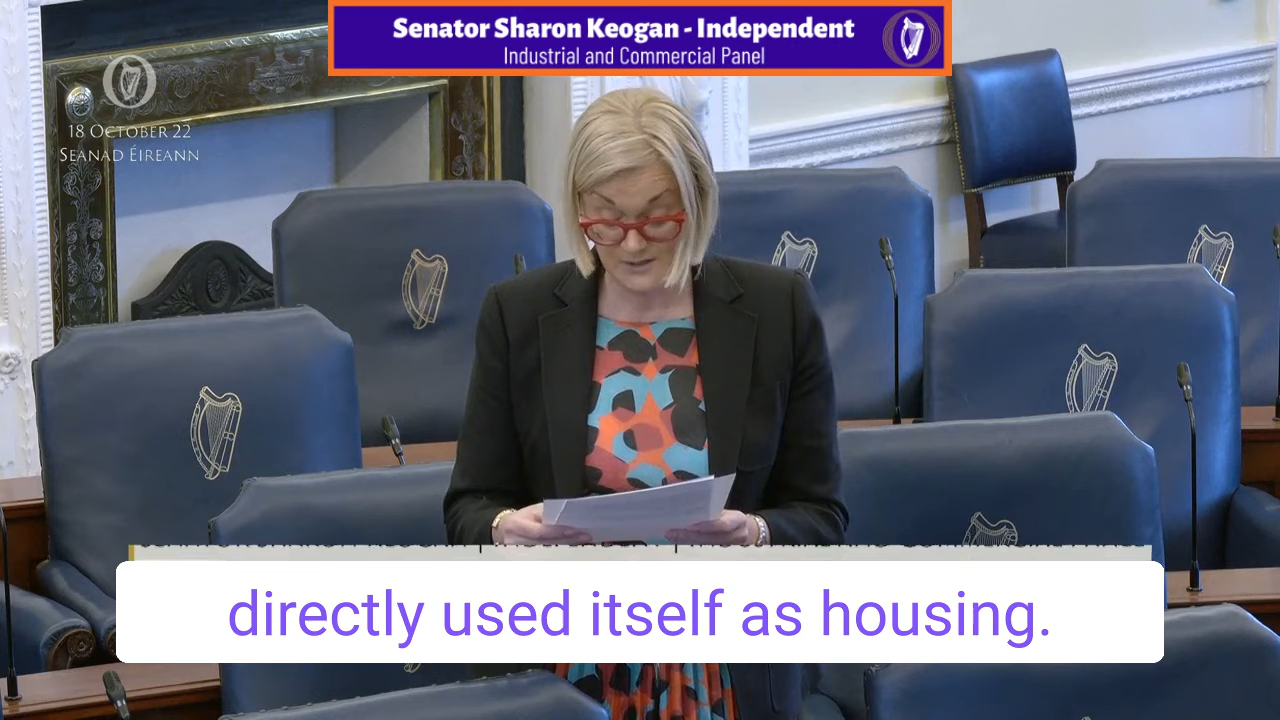 Senator Sharon Keogan - Independent
Industrial and Commercial Panel
18 October 22
Seanad Éireann
directly used itself as housing.